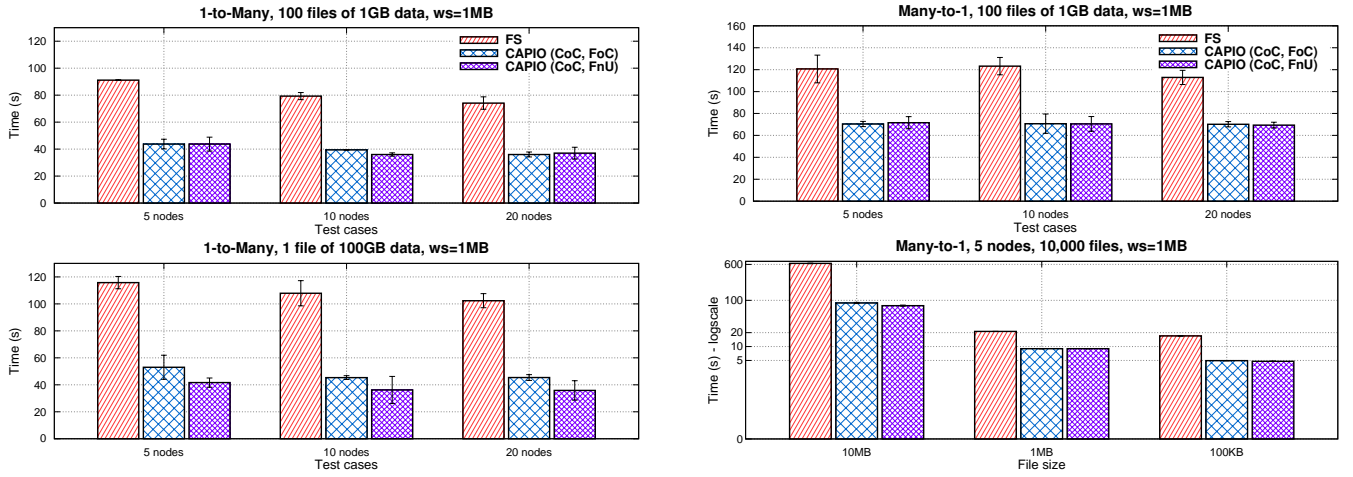 1-to-Many, 100 files of 1GB data, ws=1MB
120
100
80
60
40
20
0
Time (s)
FS
CAPIO (CoC, FoC)
CAPIO (CoC, FnU)
5 nodes
10 nodes
20 nodes
Test cases
Many-to-1, 100 files of 1GB data, ws=1MB
160
140
120
100
80
60
40
20
0
Time (s)
FS
CAPIO (CoC, FoC)
CAPIO (CoC, FnU)
5 nodes
10 nodes
20 nodes
Test cases
1-to-Many, 1 file of 100GB data, ws=1MB
120
100
80
60
40
20
0
Time (s)
5 nodes
10 nodes
20 nodes
Test cases
Many-to-1, 5 nodes, 10,000 files, ws=1MB
600
100
20
10
5
0
Time (s) - logscale
10MB
1MB
100KB
File size